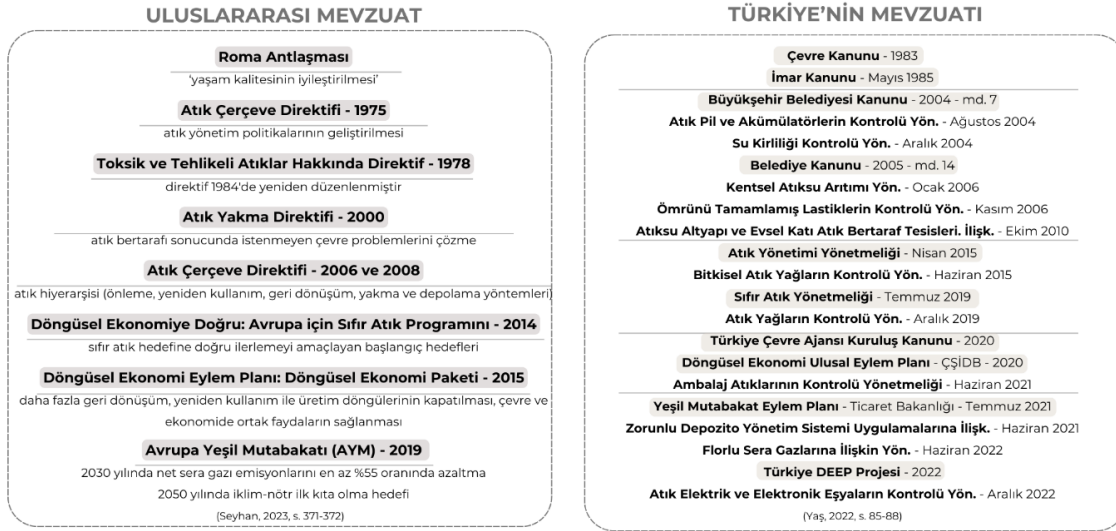 ULUSLARARASI MEVZUAT
Roma Antlaşması
'yaşam kalitesinin iyileştirilmesi'
Atık Çerçeve Direktifi - 1975
atık yönetim politikalarının geliştirilmesi
Toksik ve Tehlikeli Atıklar Hakkında Direktif - 1978
direktif 1984'de yeniden düzenlenmiştir
Atık Yakma Direktifi - 2000
atık bertarafı sonucunda istenmeyen çevre problemlerini çözme
Atık Çerçeve Direktifi - 2006 ve 2008
atık hiyerarşisi (önleme, yeniden kullanım, geri dönüşüm, yakma ve depolama yöntemleri)
Döngüsel Ekonomiye Doğru: Avrupa için Sıfır Atık Programını - 2014
sıfır atık hedefine doğru ilerlemeyi amaçlayan başlangıç hedefleri
Döngüsel Ekonomi Eylem Planı: Döngüsel Ekonomi Paketi - 2015
daha fazla geri dönüşüm, yeniden kullanım ile üretim döngülerinin kapatılması, çevre ve
ekonomide ortak faydaların sağlanması
Avrupa Yeşil Mutabakatı (AYM) - 2019
2030 yılında net sera gazı emisyonlarını en az %55 oranında azaltma
2050 yılında iklim-nötr ilk kıta olma hedefi
(Seyhan, 2023, s. 371-372)
TÜRKİYE'NİN MEVZUATI
Çevre Kanunu - 1983
İmar Kanunu - Mayıs 1985
Büyükşehir Belediyesi Kanunu - 2004 - md. 7
Atık Pil ve Akümülatörlerin Kontrolü Yön. - Ağustos 2004
Su Kirliliği Kontrolü Yön. - Aralık 2004
Belediye Kanunu - 2005 - md. 14
Kentsel Atıksu Arıtımı Yön. - Ocak 2006
Ömrünü Tamamlamış Lastiklerin Kontrolü Yön. - Kasım 2006
Atıksu Altyapı ve Evsel Katı Atık Bertaraf Tesisleri. İlişk. - Ekim 2010
Atık Yönetimi Yönetmeliği - Nisan 2015
Bitkisel Atık Yağların Kontrolü Yön. - Haziran 2015
Sıfır Atık Yönetmeliği - Temmuz 2019
Atık Yağların Kontrolü Yön. - Aralık 2019
Türkiye Çevre Ajansı Kuruluş Kanunu - 2020
Döngüsel Ekonomi Ulusal Eylem Planı - ÇŞİDB - 2020
Ambalaj Atıklarının Kontrolü Yönetmeliği - Haziran 2021
Yeşil Mutabakat Eylem Planı - Ticaret Bakanlığı - Temmuz 2021
Zorunlu Depozito Yönetim Sistemi Uygulamalarına İlişk. - Haziran 2021
Florlu Sera Gazlarına İlişkin Yön. - Haziran 2022
Türkiye DEEP Projesi - 2022
Atık Elektrik ve Elektronik Eşyaların Kontrolü Yön. - Aralık 2022
(Yaş, 2022, s. 85-88)